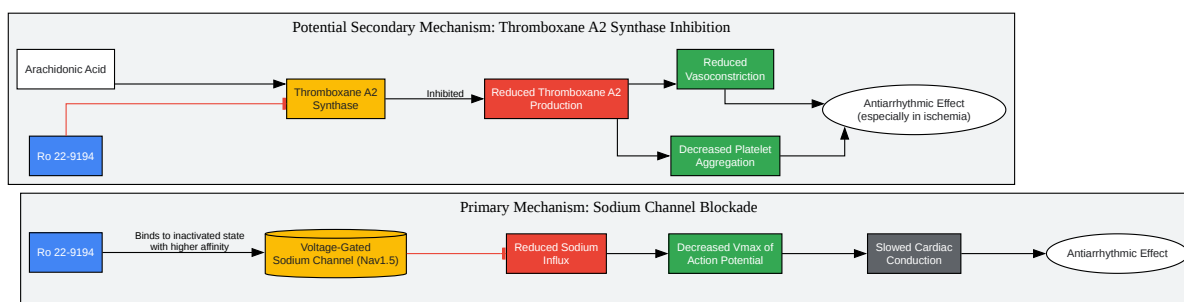 Potential Secondary Mechanism: Thromboxane A2 Synthase Inhibition
Arachidonic Acid
Ro 22-9194
Thromboxane A2
Synthase
Inhibited
Reduced Thromboxane A2
Production
Reduced
Vasoconstriction
Decreased Platelet
Aggregation
Antiarrhythmic Effect
(especially in ischemia)
Primary Mechanism: Sodium Channel Blockade
Ro 22-9194
Binds to inactivated state
with higher affinity
Voltage-Gated
Sodium Channel (Nav1.5)
Reduced Sodium
Influx
Decreased Vmax of
Action Potential
Slowed Cardiac
Conduction
Antiarrhythmic Effect